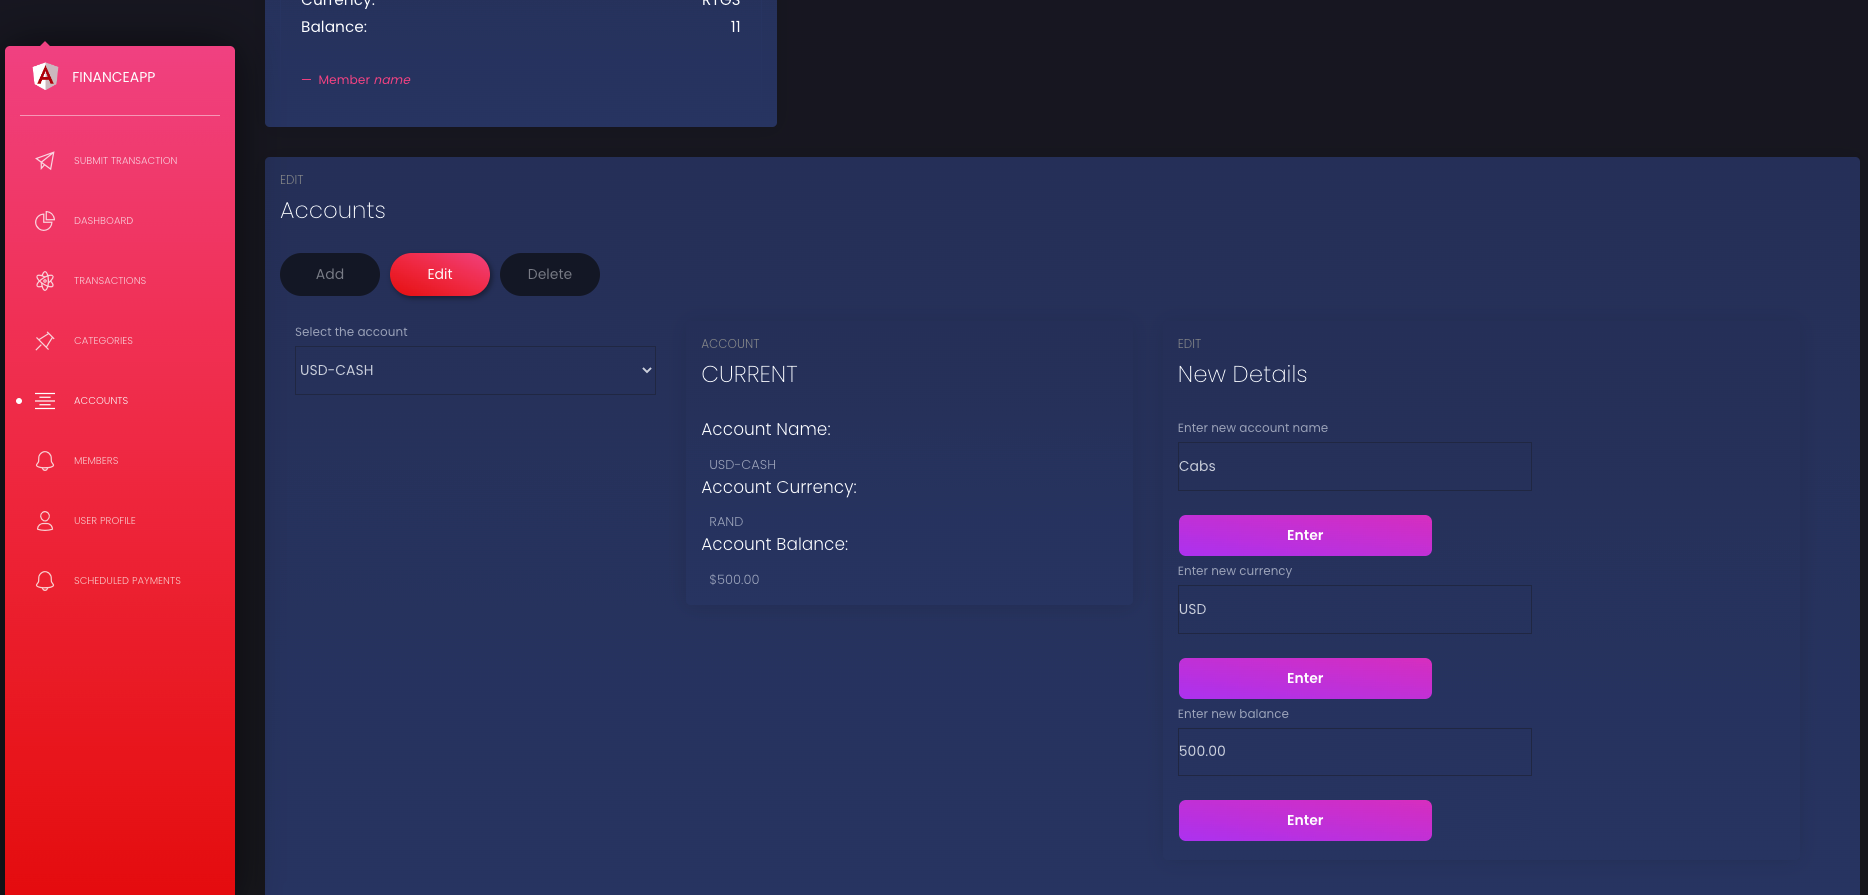 Currency: RTGS
Balance: 11
— Member name
FINANCEAPP
SUBMIT TRANSACTION
DASHBOARD
TRANSACTIONS
CATEGORIES
ACCOUNTS
MEMBERS
USER PROFILE
SCHEDULED PAYMENTS
EDIT
Accounts
Add Edit Delete
Select the account
USD-CASH
ACCOUNT
CURRENT
Account Name:
USD-CASH
Account Currency:
RAND
Account Balance:
$500.00
EDIT
New Details
Enter new account name
Cabs
Enter
Enter new currency
USD
Enter
Enter new balance
500.00
Enter